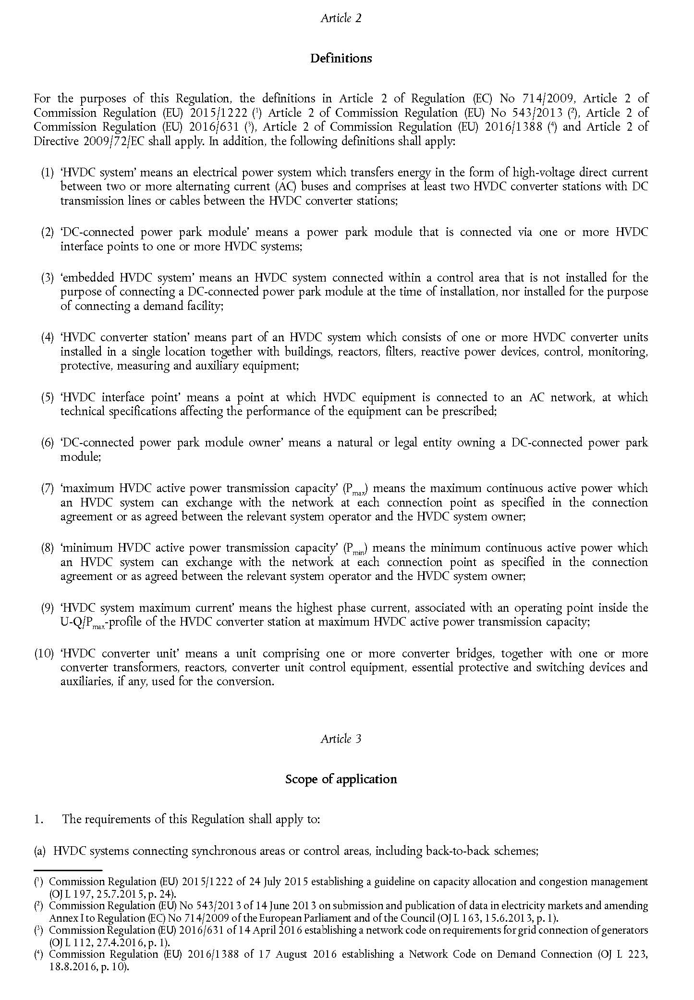 Article 2
Definitions
For the purposes of this Regulation, the definitions in Article 2 of Regulation (EC) No 714/2009, Article 2 of
Commission Regulation (EU) 2015/1222 (¹) Article 2 of Commission Regulation (EU) No 543/2013 (²), Article 2 of
Commission Regulation (EU) 2016/631 (³), Article 2 of Commission Regulation (EU) 2016/1388 (⁴) and Article 2 of
Directive 2009/72/EC shall apply. In addition, the following definitions shall apply:
(1) ‘HVDC system’ means an electrical power system which transfers energy in the form of high-voltage direct current
between two or more alternating current (AC) buses and comprises at least two HVDC converter stations with DC
transmission lines or cables between the HVDC converter stations;
(2) ‘DC-connected power park module’ means a power park module that is connected via one or more HVDC
interface points to one or more HVDC systems;
(3) ‘embedded HVDC system’ means an HVDC system connected within a control area that is not installed for the
purpose of connecting a DC-connected power park module at the time of installation, nor installed for the purpose
of connecting a demand facility;
(4) ‘HVDC converter station’ means part of an HVDC system which consists of one or more HVDC converter units
installed in a single location together with buildings, reactors, filters, reactive power devices, control, monitoring,
protective, measuring and auxiliary equipment;
(5) ‘HVDC interface point’ means a point at which HVDC equipment is connected to an AC network, at which
technical specifications affecting the performance of the equipment can be prescribed;
(6) ‘DC-connected power park module owner’ means a natural or legal entity owning a DC-connected power park
module;
(7) ‘maximum HVDC active power transmission capacity’ (Pmax) means the maximum continuous active power which
an HVDC system can exchange with the network at each connection point as specified in the connection
agreement or as agreed between the relevant system operator and the HVDC system owner;
(8) ‘minimum HVDC active power transmission capacity’ (Pmin) means the minimum continuous active power which
an HVDC system can exchange with the network at each connection point as specified in the connection
agreement or as agreed between the relevant system operator and the HVDC system owner;
(9) ‘HVDC system maximum current’ means the highest phase current, associated with an operating point inside the
U-Q/Pmax-profile of the HVDC converter station at maximum HVDC active power transmission capacity;
(10) ‘HVDC converter unit’ means a unit comprising one or more converter bridges, together with one or more
converter transformers, reactors, converter unit control equipment, essential protective and switching devices and
auxiliaries, if any, used for the conversion.
Article 3
Scope of application
1. The requirements of this Regulation shall apply to:
(a) HVDC systems connecting synchronous areas or control areas, including back-to-back schemes;
(¹) Commission Regulation (EU) 2015/1222 of 24 July 2015 establishing a guideline on capacity allocation and congestion management
(OJ L 197, 25.7.2015, p. 24).
(²) Commission Regulation (EU) No 543/2013 of 14 June 2013 on submission and publication of data in electricity markets and amending
Annex I to Regulation (EC) No 714/2009 of the European Parliament and of the Council (OJ L 163, 15.6.2013, p. 1).
(³) Commission Regulation (EU) 2016/631 of 14 April 2016 establishing a network code on requirements for grid connection of generators
(OJ L 112, 27.4.2016, p. 1).
(⁴) Commission Regulation (EU) 2016/1388 of 17 August 2016 establishing a Network Code on Demand Connection (OJ L 223,
18.8.2016, p. 10).